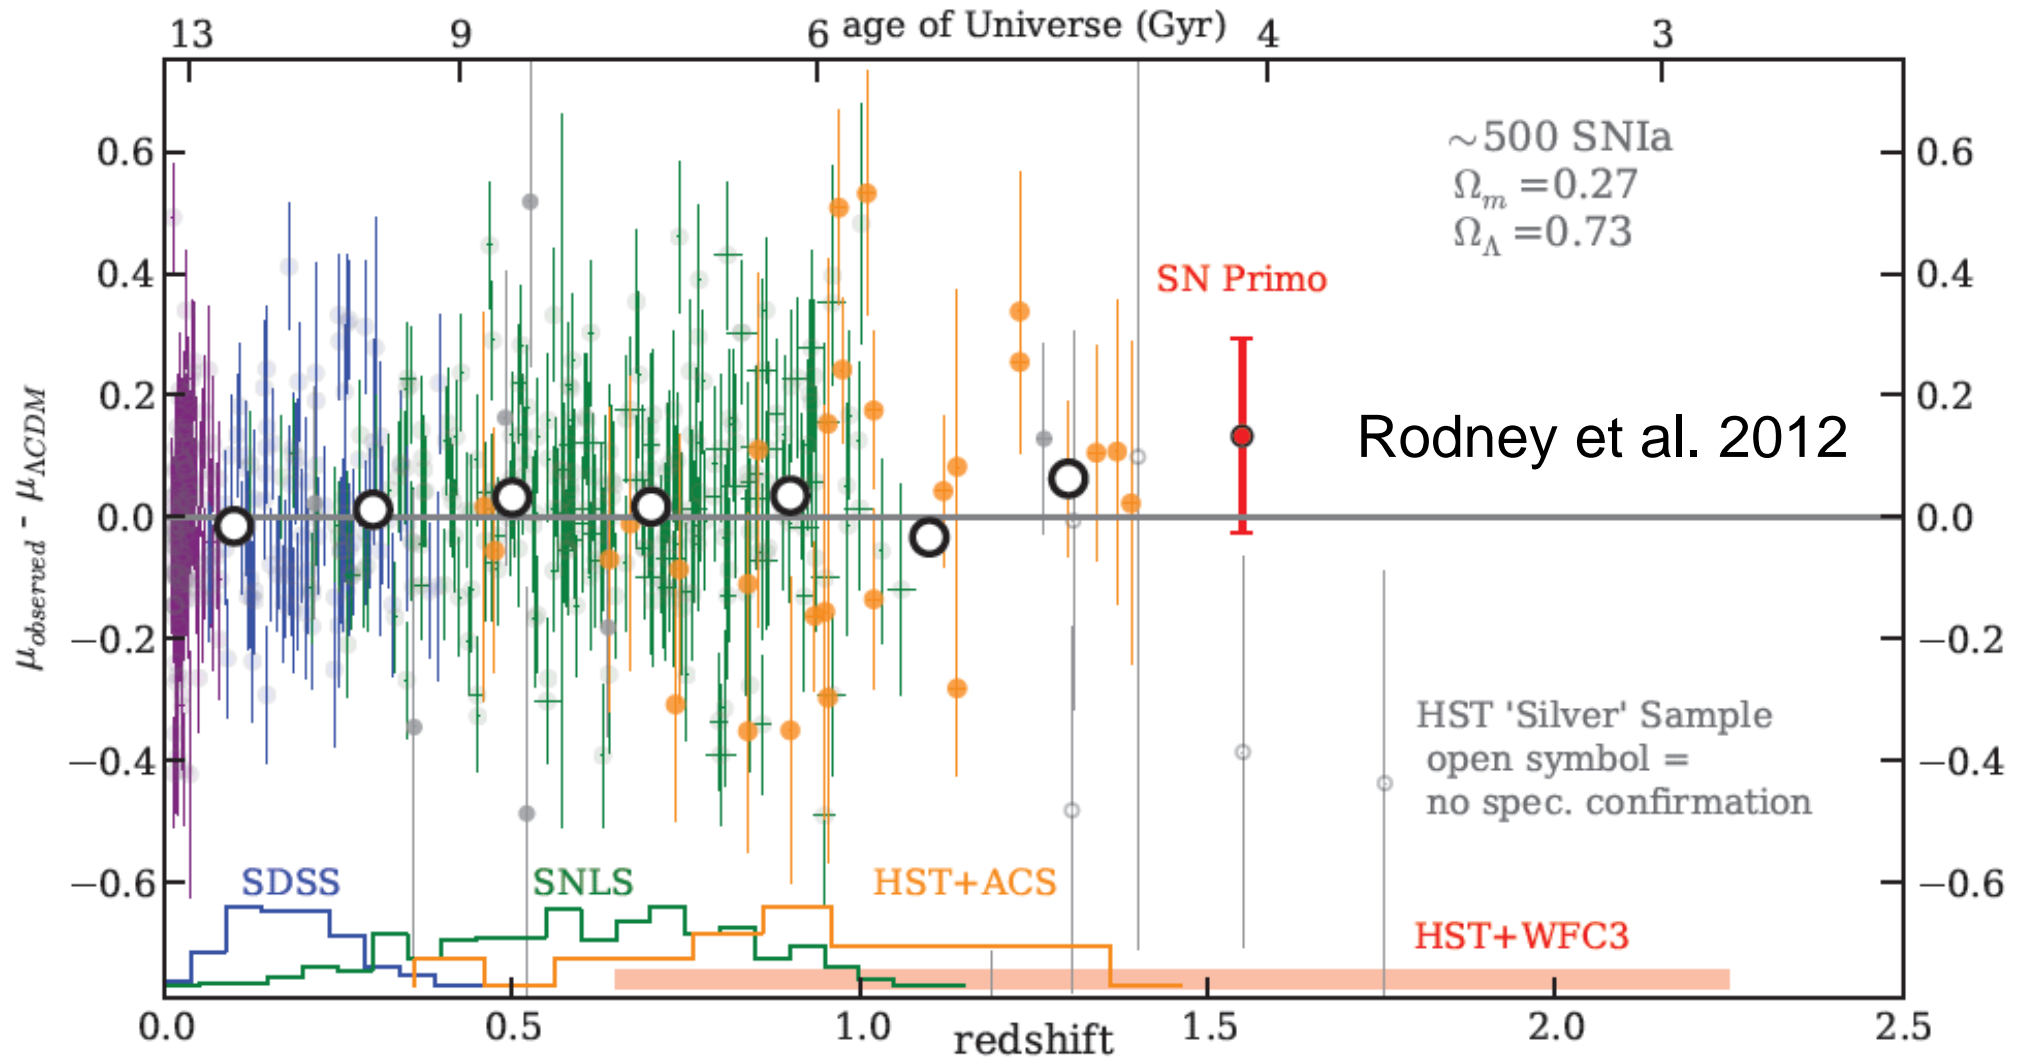 13 9 6 age of Universe (Gyr) 4 3
0.6 ~500 SNIa 0.6
Ωm =0.27
ΩΛ =0.73
0.4 SN Primo 0.4
0.2 0.2
Rodney et al. 2012
μobserved - μΛCDM
0.0 0.0
−0.2 −0.2
HST 'Silver' Sample
−0.4 open symbol = −0.4
no spec. confirmation
−0.6 SDSS SNLS HST+ACS −0.6
HST+WFC3
0.0 0.5 1.0 1.5 2.0 2.5
redshift